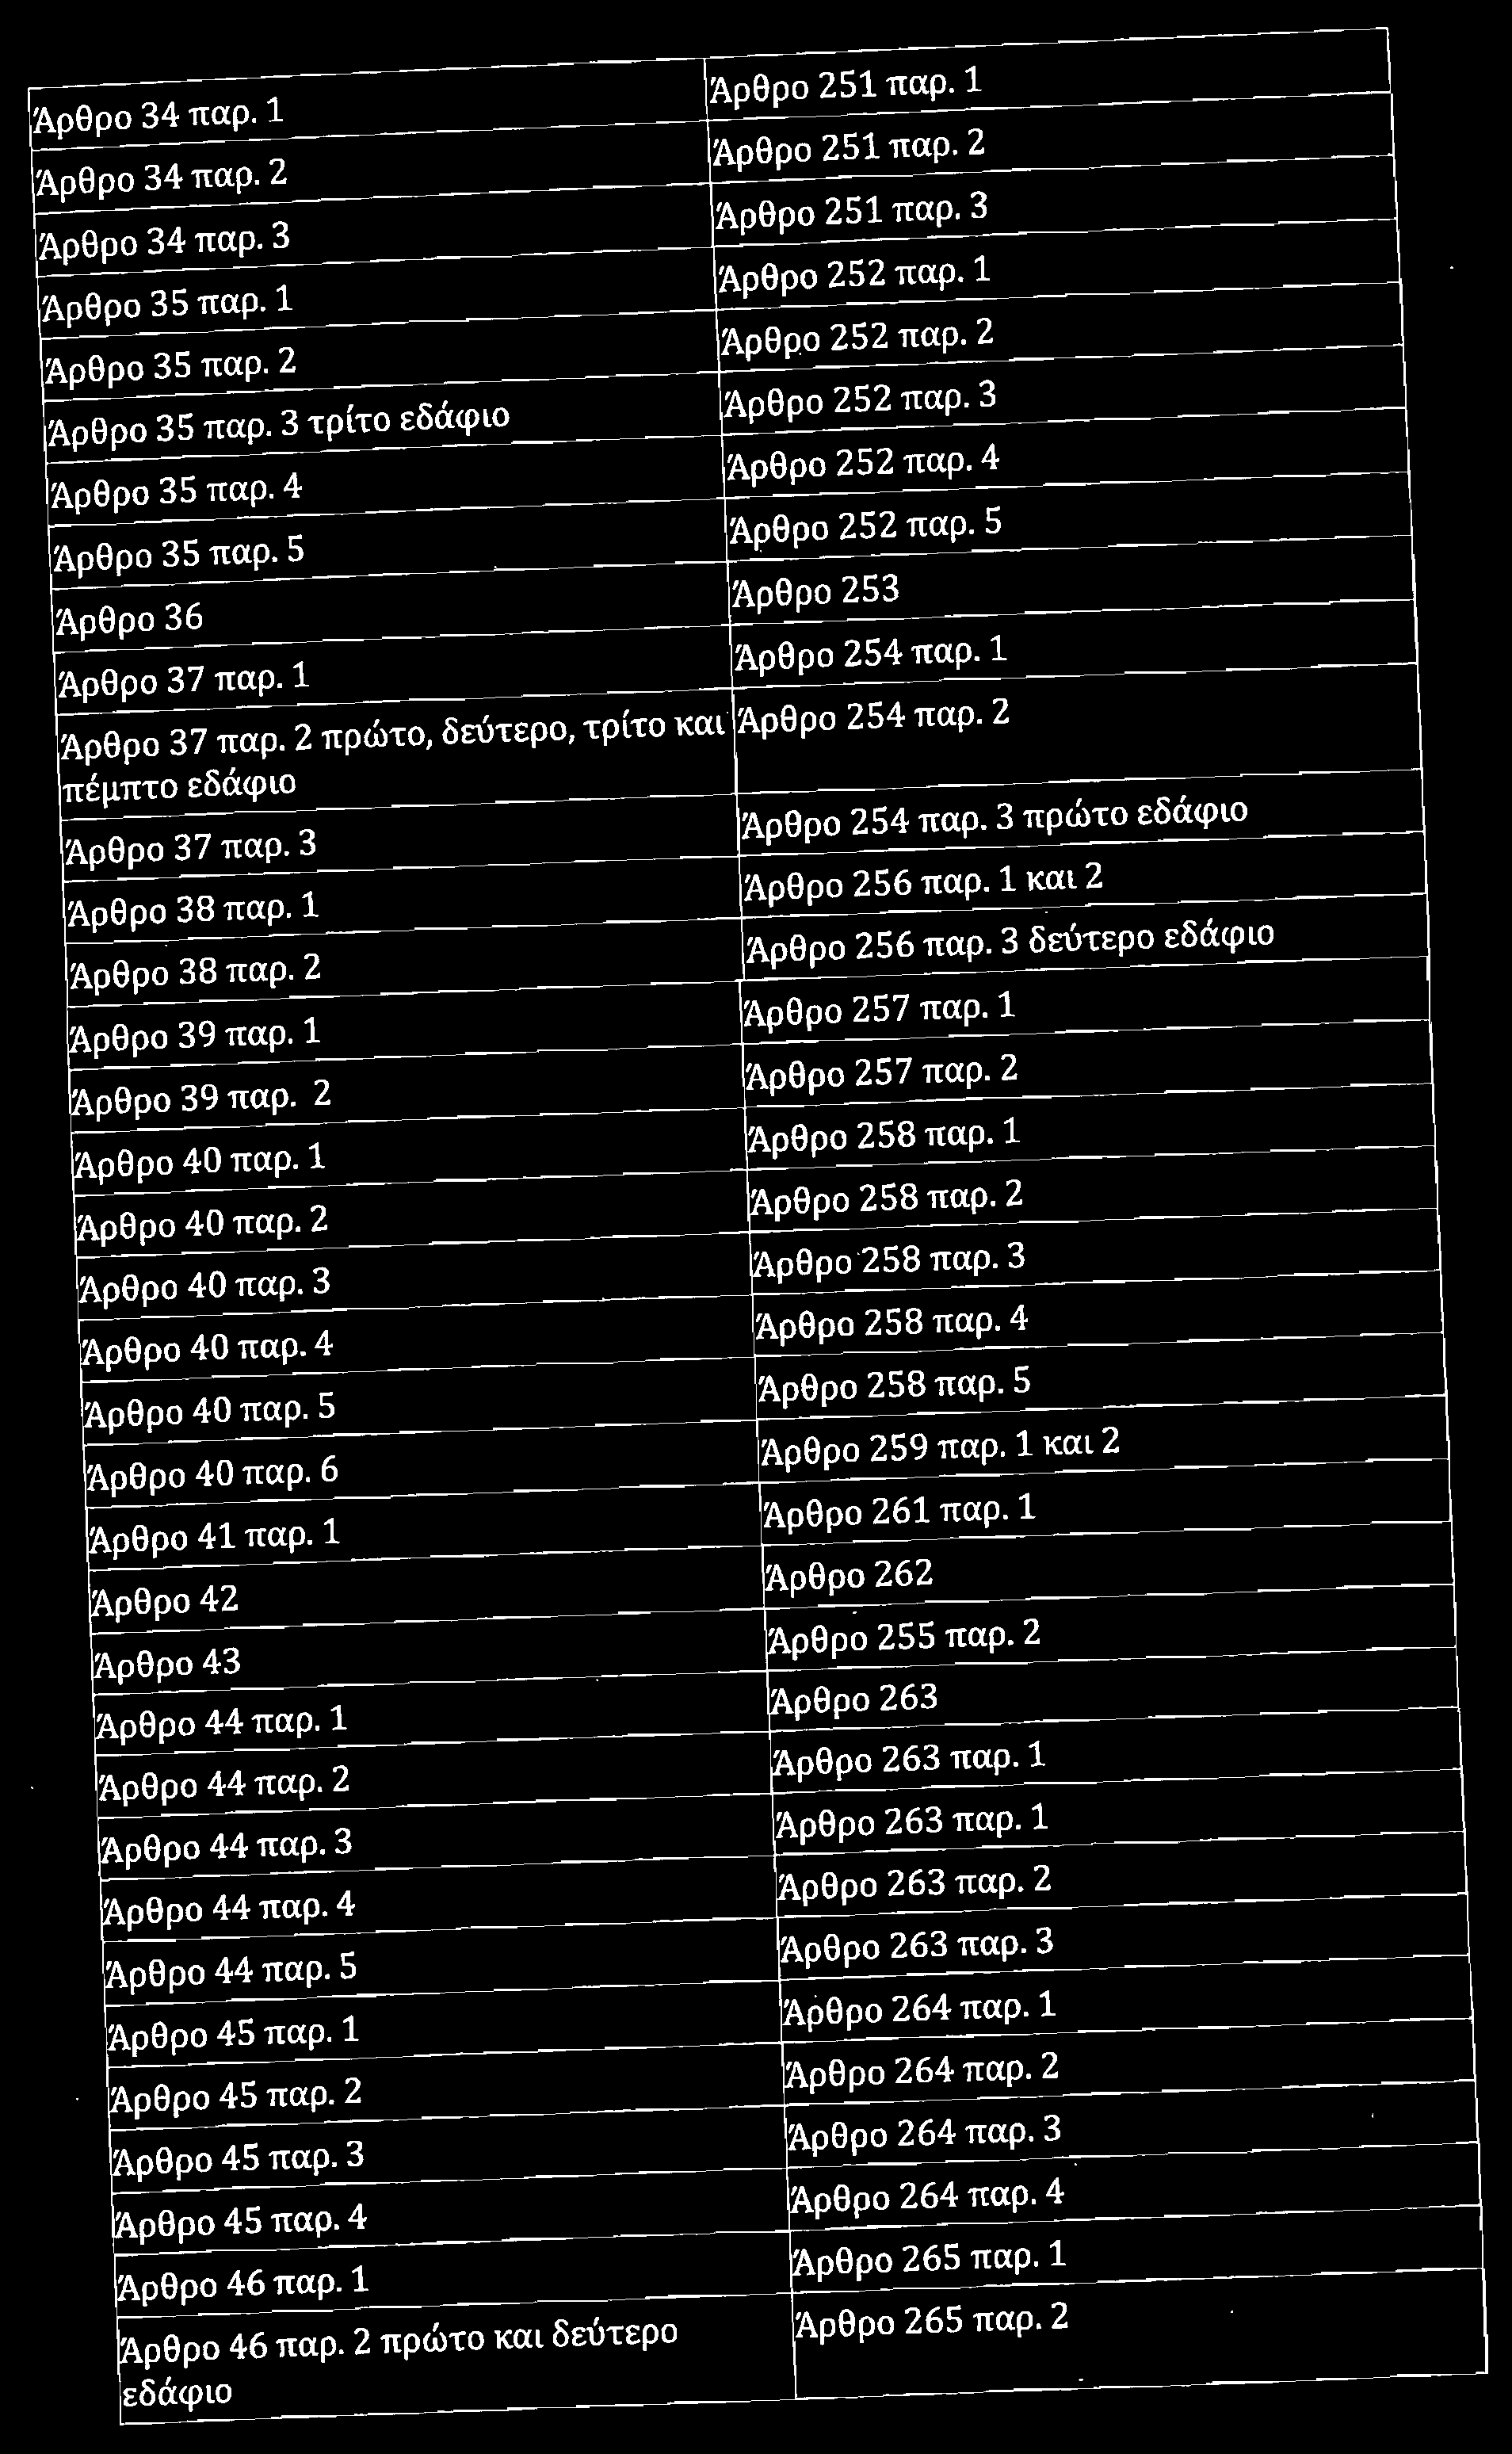 Άρθρο 34 παρ. 1 Άρθρο 251 παρ. 1
Άρθρο 34 παρ. 2 Άρθρο 251 παρ. 2
Άρθρο 34 παρ. 3 Άρθρο 251 παρ. 3
Άρθρο 35 παρ. 1 Άρθρο 252 παρ. 1
Άρθρο 35 παρ. 2 Άρθρο 252 παρ. 2
Άρθρο 35 παρ. 3 τρίτο εδάφιο Άρθρο 252 παρ. 3
Άρθρο 35 παρ. 4 Άρθρο 252 παρ. 4
Άρθρο 35 παρ. 5 Άρθρο 252 παρ. 5
Άρθρο 36 Άρθρο 253
Άρθρο 37 παρ. 1 Άρθρο 254 παρ. 1
Άρθρο 37 παρ. 2 πρώτο, δεύτερο, τρίτο και Άρθρο 254 παρ. 2
πέμπτο εδάφιο
Άρθρο 37 παρ. 3 Άρθρο 254 παρ. 3 πρώτο εδάφιο
Άρθρο 38 παρ. 1 Άρθρο 256 παρ. 1 και 2
Άρθρο 38 παρ. 2 Άρθρο 256 παρ. 3 δεύτερο εδάφιο
Άρθρο 39 παρ. 1 Άρθρο 257 παρ. 1
Άρθρο 39 παρ. 2 Άρθρο 257 παρ. 2
Άρθρο 40 παρ. 1 Άρθρο 258 παρ. 1
Άρθρο 40 παρ. 2 Άρθρο 258 παρ. 2
Άρθρο 40 παρ. 3 Άρθρο 258 παρ. 3
Άρθρο 40 παρ. 4 Άρθρο 258 παρ. 4
Άρθρο 40 παρ. 5 Άρθρο 258 παρ. 5
Άρθρο 40 παρ. 6 Άρθρο 259 παρ. 1 και 2
Άρθρο 41 παρ. 1 Άρθρο 261 παρ. 1
Άρθρο 42 Άρθρο 262
Άρθρο 43 Άρθρο 255 παρ. 2
Άρθρο 44 παρ. 1 Άρθρο 263
Άρθρο 44 παρ. 2 Άρθρο 263 παρ. 1
Άρθρο 44 παρ. 3 Άρθρο 263 παρ. 1
Άρθρο 44 παρ. 4 Άρθρο 263 παρ. 2
Άρθρο 44 παρ. 5 Άρθρο 263 παρ. 3
Άρθρο 45 παρ. 1 Άρθρο 264 παρ. 1
Άρθρο 45 παρ. 2 Άρθρο 264 παρ. 2
Άρθρο 45 παρ. 3 Άρθρο 264 παρ. 3
Άρθρο 45 παρ. 4 Άρθρο 264 παρ. 4
Άρθρο 46 παρ. 1 Άρθρο 265 παρ. 1
Άρθρο 46 παρ. 2 πρώτο και δεύτερο Άρθρο 265 παρ. 2
εδάφιο